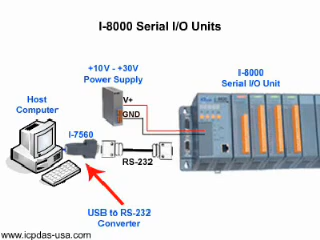 I-8000 Serial I/O Units
+10V - +30V
Power Supply
I-8000
Serial I/O Unit
Host
Computer
V+
GND
I-7560
RS-232
USB to RS-232
Converter
www.icpdas-usa.com